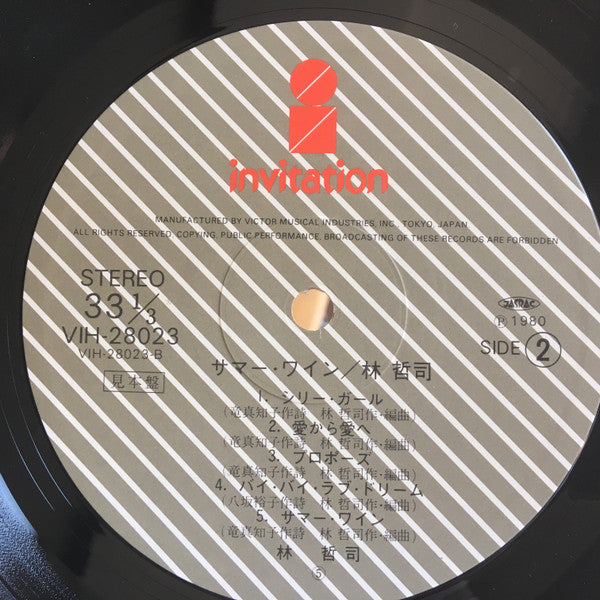 invitation
MANUFACTURED BY VICTOR MUSICAL INDUSTRIES, INC., TOKYO, JAPAN
ALL RIGHTS RESERVED. COPYING, PUBLIC PERFORMANCE, BROADCASTING OF THESE RECORDS ARE FORBIDDEN
STEREO
33 1/3
VIH-28023
VIH-28023-B
見本盤
JASRAC
Ⓟ1980
SIDE 2
サマー・ワイン/林 哲司
1. シリー・ガール
(竜真知子作詩 林 哲司作・編曲)
2. 愛から愛へ
(竜真知子作詩 林 哲司作・編曲)
3. プロポーズ
(竜真知子作詩 林 哲司作・編曲)
4. バイ・バイ・ラブ・ドリーム
(八坂裕子作詩 林 哲司作・編曲)
5. サマー・ワイン
(竜真知子作詩 林 哲司作・編曲)
林 哲司
⑤